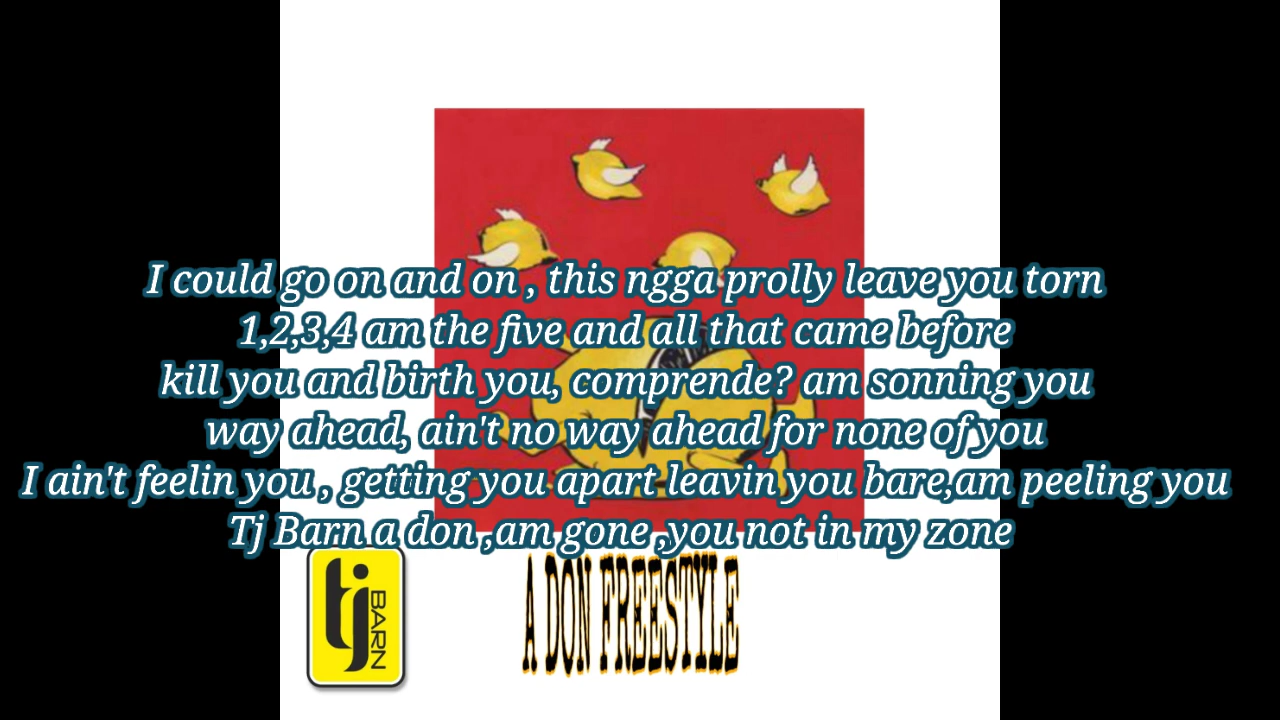 I could go on and on , this ngga prolly leave you torn
1,2,3,4 am the five and all that came before
kill you and birth you, comprende? am sonning you
way ahead, ain't no way ahead for none of you
I ain't feelin you , getting you apart leavin you bare,am peeling you
Tj Barn a don ,am gone ,you not in my zone
tj BARN
A DON FREESTYLE